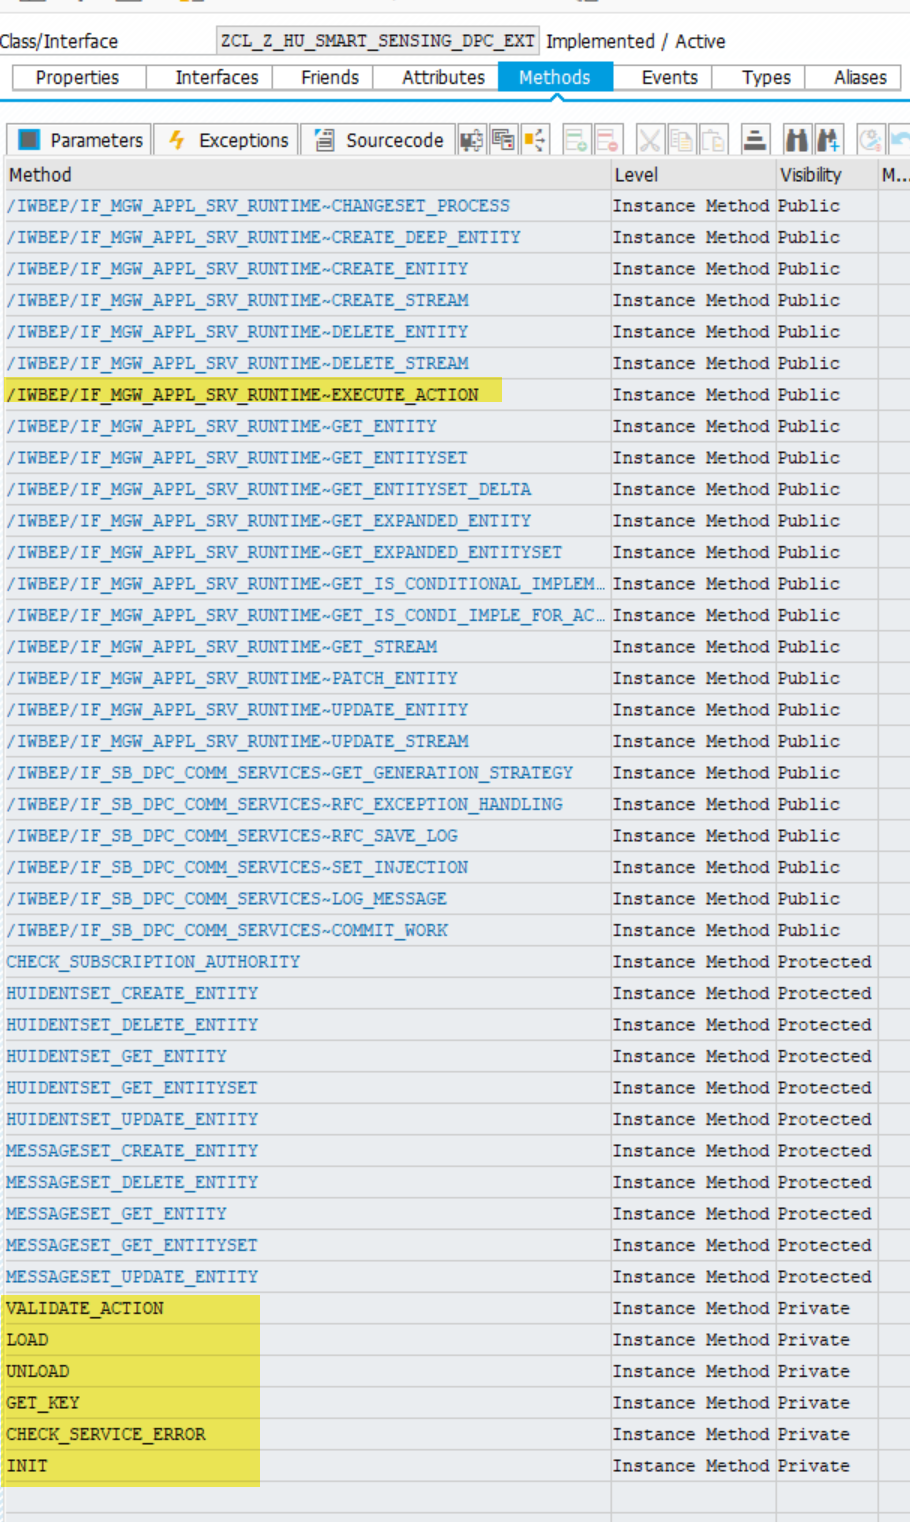 Class/Interface ZCL_Z_HU_SMART_SENSING_DPC_EXT Implemented / Active
Properties Interfaces Friends Attributes Methods Events Types Aliases
Parameters Exceptions Sourcecode
Method Level Visibility M...
/IWBEP/IF_MGW_APPL_SRV_RUNTIME~CHANGESET_PROCESS Instance Method Public
/IWBEP/IF_MGW_APPL_SRV_RUNTIME~CREATE_DEEP_ENTITY Instance Method Public
/IWBEP/IF_MGW_APPL_SRV_RUNTIME~CREATE_ENTITY Instance Method Public
/IWBEP/IF_MGW_APPL_SRV_RUNTIME~CREATE_STREAM Instance Method Public
/IWBEP/IF_MGW_APPL_SRV_RUNTIME~DELETE_ENTITY Instance Method Public
/IWBEP/IF_MGW_APPL_SRV_RUNTIME~DELETE_STREAM Instance Method Public
/IWBEP/IF_MGW_APPL_SRV_RUNTIME~EXECUTE_ACTION Instance Method Public
/IWBEP/IF_MGW_APPL_SRV_RUNTIME~GET_ENTITY Instance Method Public
/IWBEP/IF_MGW_APPL_SRV_RUNTIME~GET_ENTITYSET Instance Method Public
/IWBEP/IF_MGW_APPL_SRV_RUNTIME~GET_ENTITYSET_DELTA Instance Method Public
/IWBEP/IF_MGW_APPL_SRV_RUNTIME~GET_EXPANDED_ENTITY Instance Method Public
/IWBEP/IF_MGW_APPL_SRV_RUNTIME~GET_EXPANDED_ENTITYSET Instance Method Public
/IWBEP/IF_MGW_APPL_SRV_RUNTIME~GET_IS_CONDITIONAL_IMPLEM... Instance Method Public
/IWBEP/IF_MGW_APPL_SRV_RUNTIME~GET_IS_CONDI_IMPLE_FOR_AC... Instance Method Public
/IWBEP/IF_MGW_APPL_SRV_RUNTIME~GET_STREAM Instance Method Public
/IWBEP/IF_MGW_APPL_SRV_RUNTIME~PATCH_ENTITY Instance Method Public
/IWBEP/IF_MGW_APPL_SRV_RUNTIME~UPDATE_ENTITY Instance Method Public
/IWBEP/IF_MGW_APPL_SRV_RUNTIME~UPDATE_STREAM Instance Method Public
/IWBEP/IF_SB_DPC_COMM_SERVICES~GET_GENERATION_STRATEGY Instance Method Public
/IWBEP/IF_SB_DPC_COMM_SERVICES~RFC_EXCEPTION_HANDLING Instance Method Public
/IWBEP/IF_SB_DPC_COMM_SERVICES~RFC_SAVE_LOG Instance Method Public
/IWBEP/IF_SB_DPC_COMM_SERVICES~SET_INJECTION Instance Method Public
/IWBEP/IF_SB_DPC_COMM_SERVICES~LOG_MESSAGE Instance Method Public
/IWBEP/IF_SB_DPC_COMM_SERVICES~COMMIT_WORK Instance Method Public
CHECK_SUBSCRIPTION_AUTHORITY Instance Method Protected
HUIDENTSET_CREATE_ENTITY Instance Method Protected
HUIDENTSET_DELETE_ENTITY Instance Method Protected
HUIDENTSET_GET_ENTITY Instance Method Protected
HUIDENTSET_GET_ENTITYSET Instance Method Protected
HUIDENTSET_UPDATE_ENTITY Instance Method Protected
MESSAGESET_CREATE_ENTITY Instance Method Protected
MESSAGESET_DELETE_ENTITY Instance Method Protected
MESSAGESET_GET_ENTITY Instance Method Protected
MESSAGESET_GET_ENTITYSET Instance Method Protected
MESSAGESET_UPDATE_ENTITY Instance Method Protected
VALIDATE_ACTION Instance Method Private
LOAD Instance Method Private
UNLOAD Instance Method Private
GET_KEY Instance Method Private
CHECK_SERVICE_ERROR Instance Method Private
INIT Instance Method Private